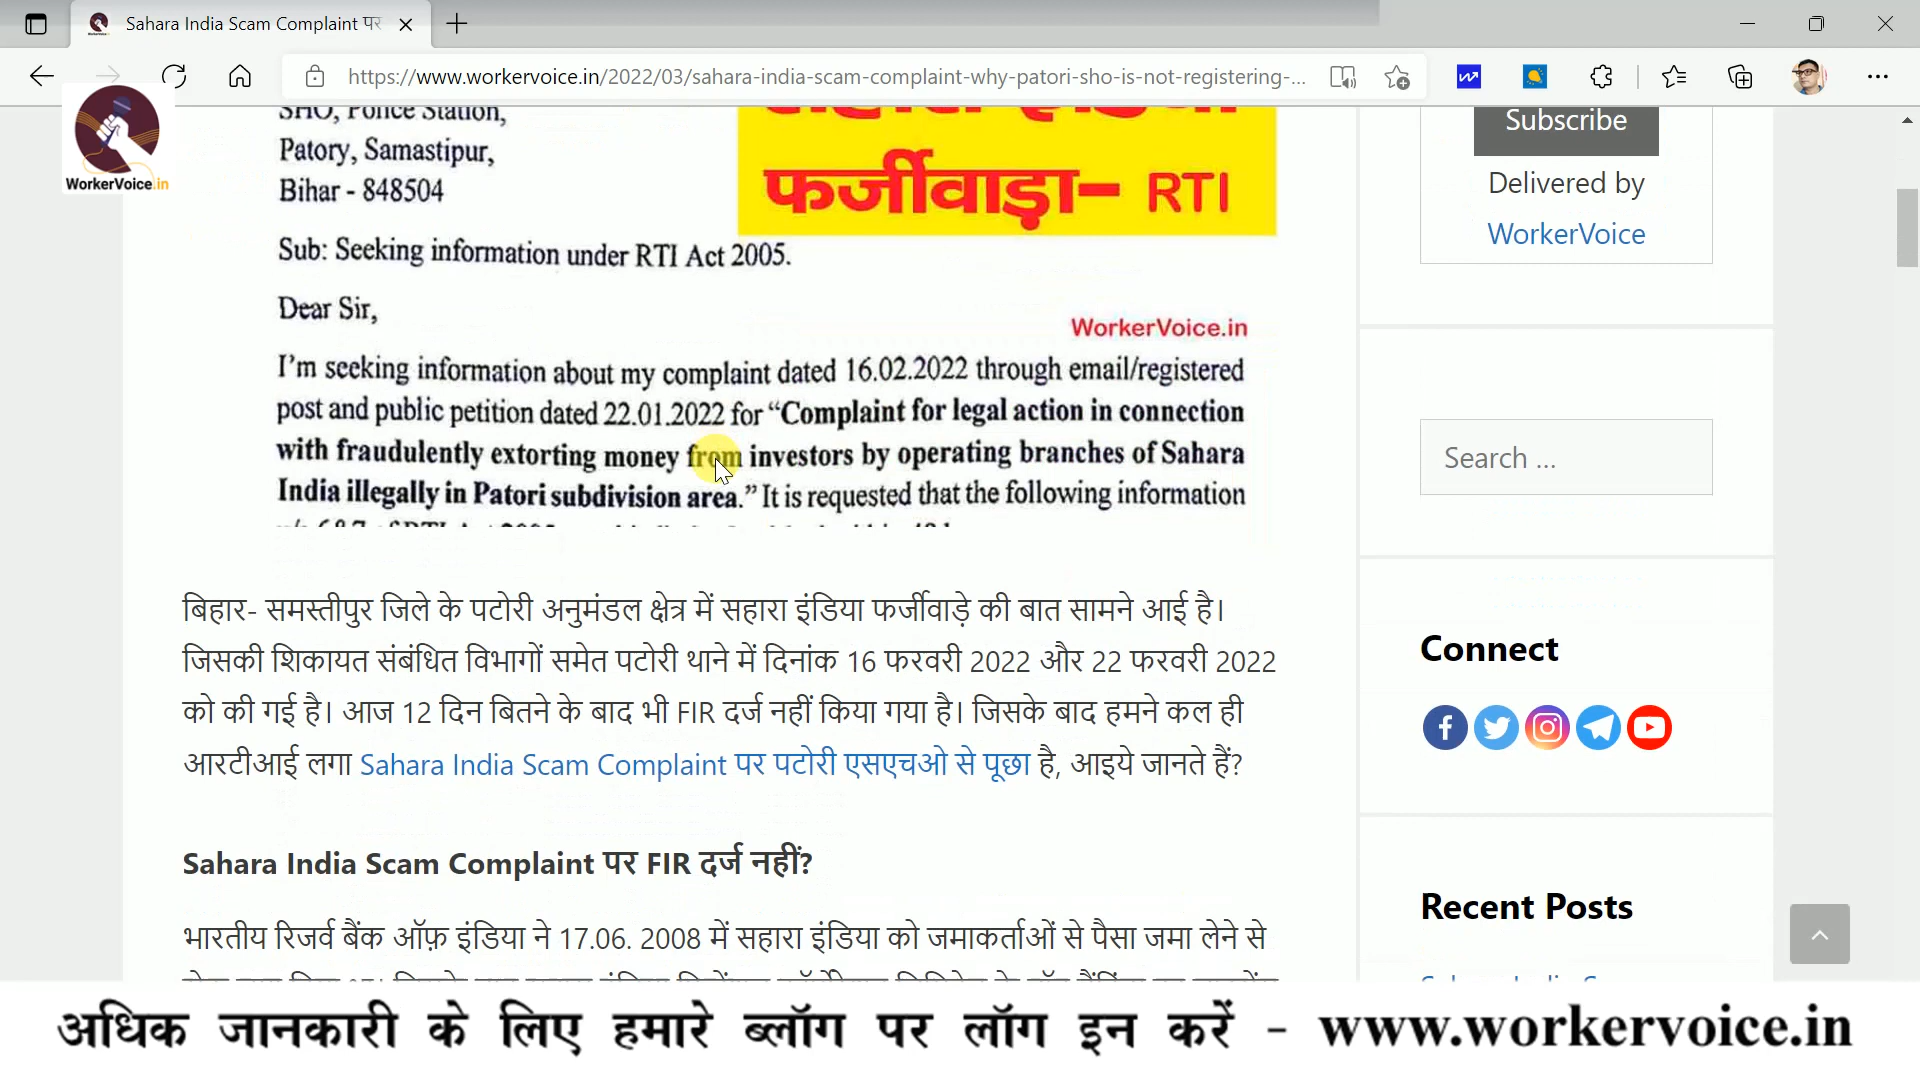 Sahara India Scam Complaint पर
https://www.workervoice.in/2022/03/sahara-india-scam-complaint-why-patori-sho-is-not-registering-...
WorkerVoice.in
SHO, Police Station,
Patory, Samastipur,
Bihar - 848504
फर्जीवाड़ा- RTI
Sub: Seeking information under RTI Act 2005.
Dear Sir,
WorkerVoice.in
I'm seeking information about my complaint dated 16.02.2022 through email/registered
post and public petition dated 22.01.2022 for “Complaint for legal action in connection
with fraudulently extorting money from investors by operating branches of Sahara
India illegally in Patori subdivision area.” It is requested that the following information
बिहार- समस्तीपुर जिले के पटोरी अनुमंडल क्षेत्र में सहारा इंडिया फर्जीवाड़े की बात सामने आई है।
जिसकी शिकायत संबंधित विभागों समेत पटोरी थाने में दिनांक 16 फरवरी 2022 और 22 फरवरी 2022
को की गई है। आज 12 दिन बितने के बाद भी FIR दर्ज नहीं किया गया है। जिसके बाद हमने कल ही
आरटीआई लगा Sahara India Scam Complaint पर पटोरी एसएचओ से पूछा है, आइये जानते हैं?
Sahara India Scam Complaint पर FIR दर्ज नहीं?
भारतीय रिजर्व बैंक ऑफ़ इंडिया ने 17.06. 2008 में सहारा इंडिया को जमाकर्ताओं से पैसा जमा लेने से
Subscribe
Delivered by
WorkerVoice
Search ...
Connect
Recent Posts
अधिक जानकारी के लिए हमारे ब्लॉग पर लॉग इन करें - www.workervoice.in